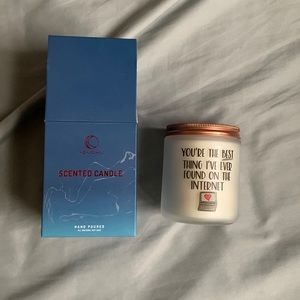 SCENTED CANDLE
HAND POURED
YOU'RE THE BEST
THING I'VE EVER
FOUND ON THE
INTERNET